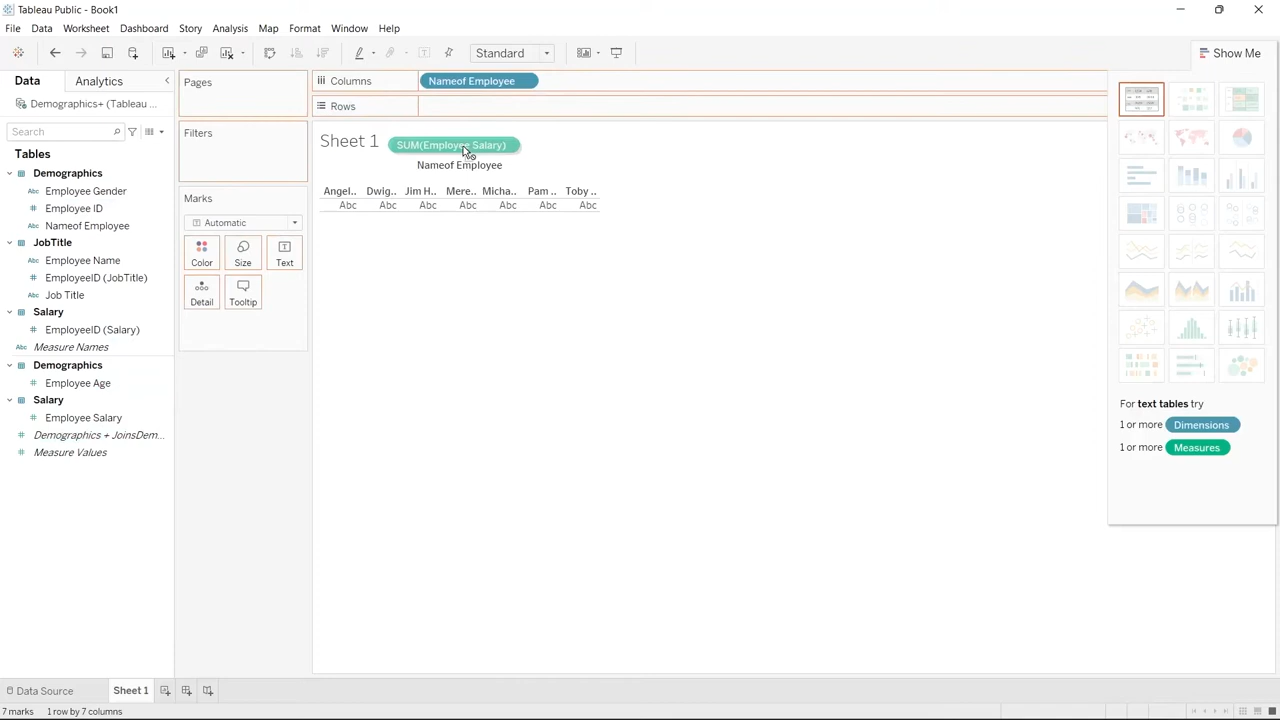 Tableau Public - Book1
File Data Worksheet Dashboard Story Analysis Map Format Window Help
Standard
Show Me
Data Analytics
Demographics+ (Tableau ...
Search
Tables
Demographics
Abc Employee Gender
# Employee ID
Abc Nameof Employee
JobTitle
Abc Employee Name
# EmployeeID (JobTitle)
Abc Job Title
Salary
# EmployeeID (Salary)
Abc Measure Names
Demographics
# Employee Age
Salary
# Employee Salary
# Demographics + JoinsDem...
# Measure Values
Pages
Filters
Marks
Automatic
Color Size Text
Detail Tooltip
Columns Nameof Employee
Rows
Sheet 1
SUM(Employee Salary)
Nameof Employee
Angel.. Dwig.. Jim H.. Mere.. Micha.. Pam .. Toby ..
Abc Abc Abc Abc Abc Abc Abc
For text tables try
1 or more Dimensions
1 or more Measures
Data Source Sheet 1
7 marks 1 row by 7 columns